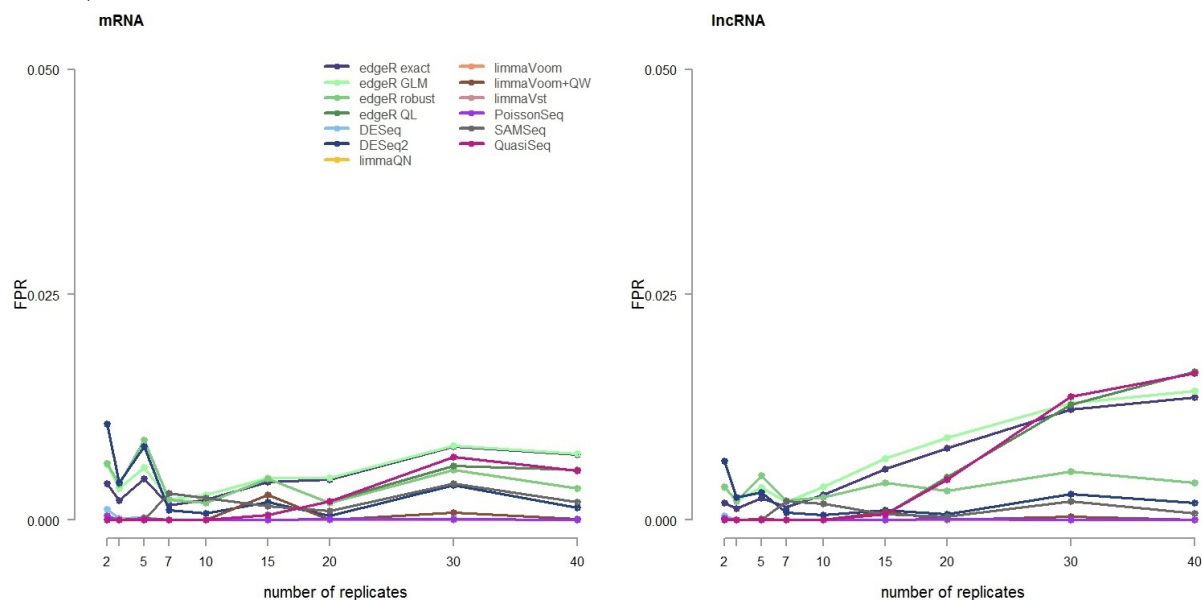 mRNA
0.050
FPR
0.025
0.000
edgeR exact
edgeR GLM
edgeR robust
edgeR QL
DESeq
DESeq2
limmaQN
limmaVoom
limmaVoom+QW
limmaVst
PoissonSeq
SAMSeq
QuasiSeq
2 5 7 10 15 20 30 40
number of replicates
lncRNA
0.050
FPR
0.025
0.000
2 5 7 10 15 20 30 40
number of replicates